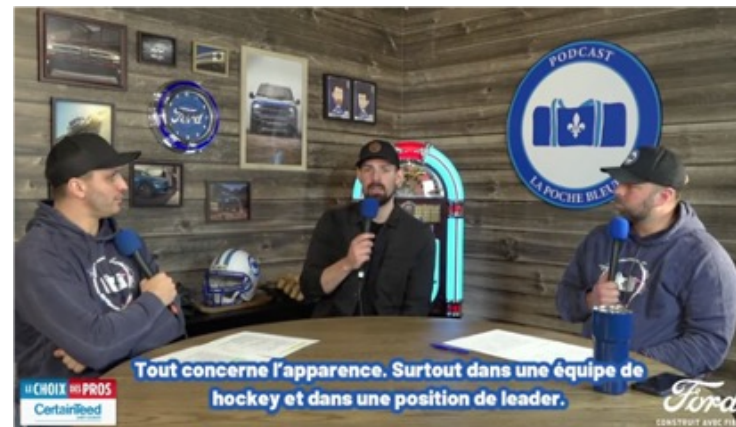 PODCAST
LA POCHE BLEUE
Ford
Tout concerne l'apparence. Surtout dans une équipe de
hockey et dans une position de leader.
LE CHOIX DES PROS
CertainTeed
Ford
CONSTRUIT AVEC FI